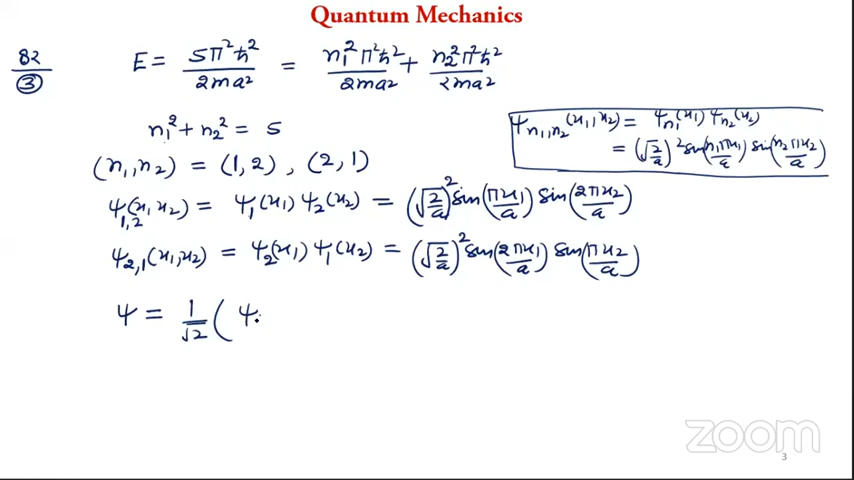 Quantum Mechanics
82
③
E = 5π²ħ²/2ma² = n₁²π²ħ²/2ma² + n₂²π²ħ²/2ma²
n₁² + n₂² = 5
ψn₁,n₂(x₁,x₂) = ψn₁(x₁) ψn₂(x₂)
= (√2/a)² sin(n₁πx₁/a) sin(n₂πx₂/a)
(n₁,n₂) = (1,2) , (2,1)
ψ₁,₂(x₁x₂) = ψ₁(x₁) ψ₂(x₂) = (√2/a)² sin(πx₁/a) sin(2πx₂/a)
ψ₂,₁(x₁,x₂) = ψ₂(x₁) ψ₁(x₂) = (√2/a)² sin(2πx₁/a) sin(πx₂/a)
ψ = 1/√2 ( ψ
zoom
3